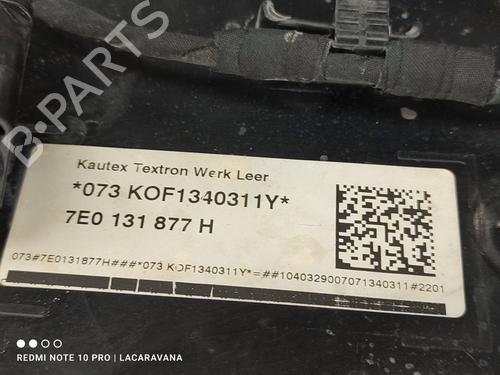 B-PARTS
Kautex Textron Werk Leer
*073 KOF1340311Y*
7E0 131 877 H
073#7E0131877H###*073 KOF1340311Y*=##1040329007071340311#2201
REDMI NOTE 10 PRO | LACARAVANA